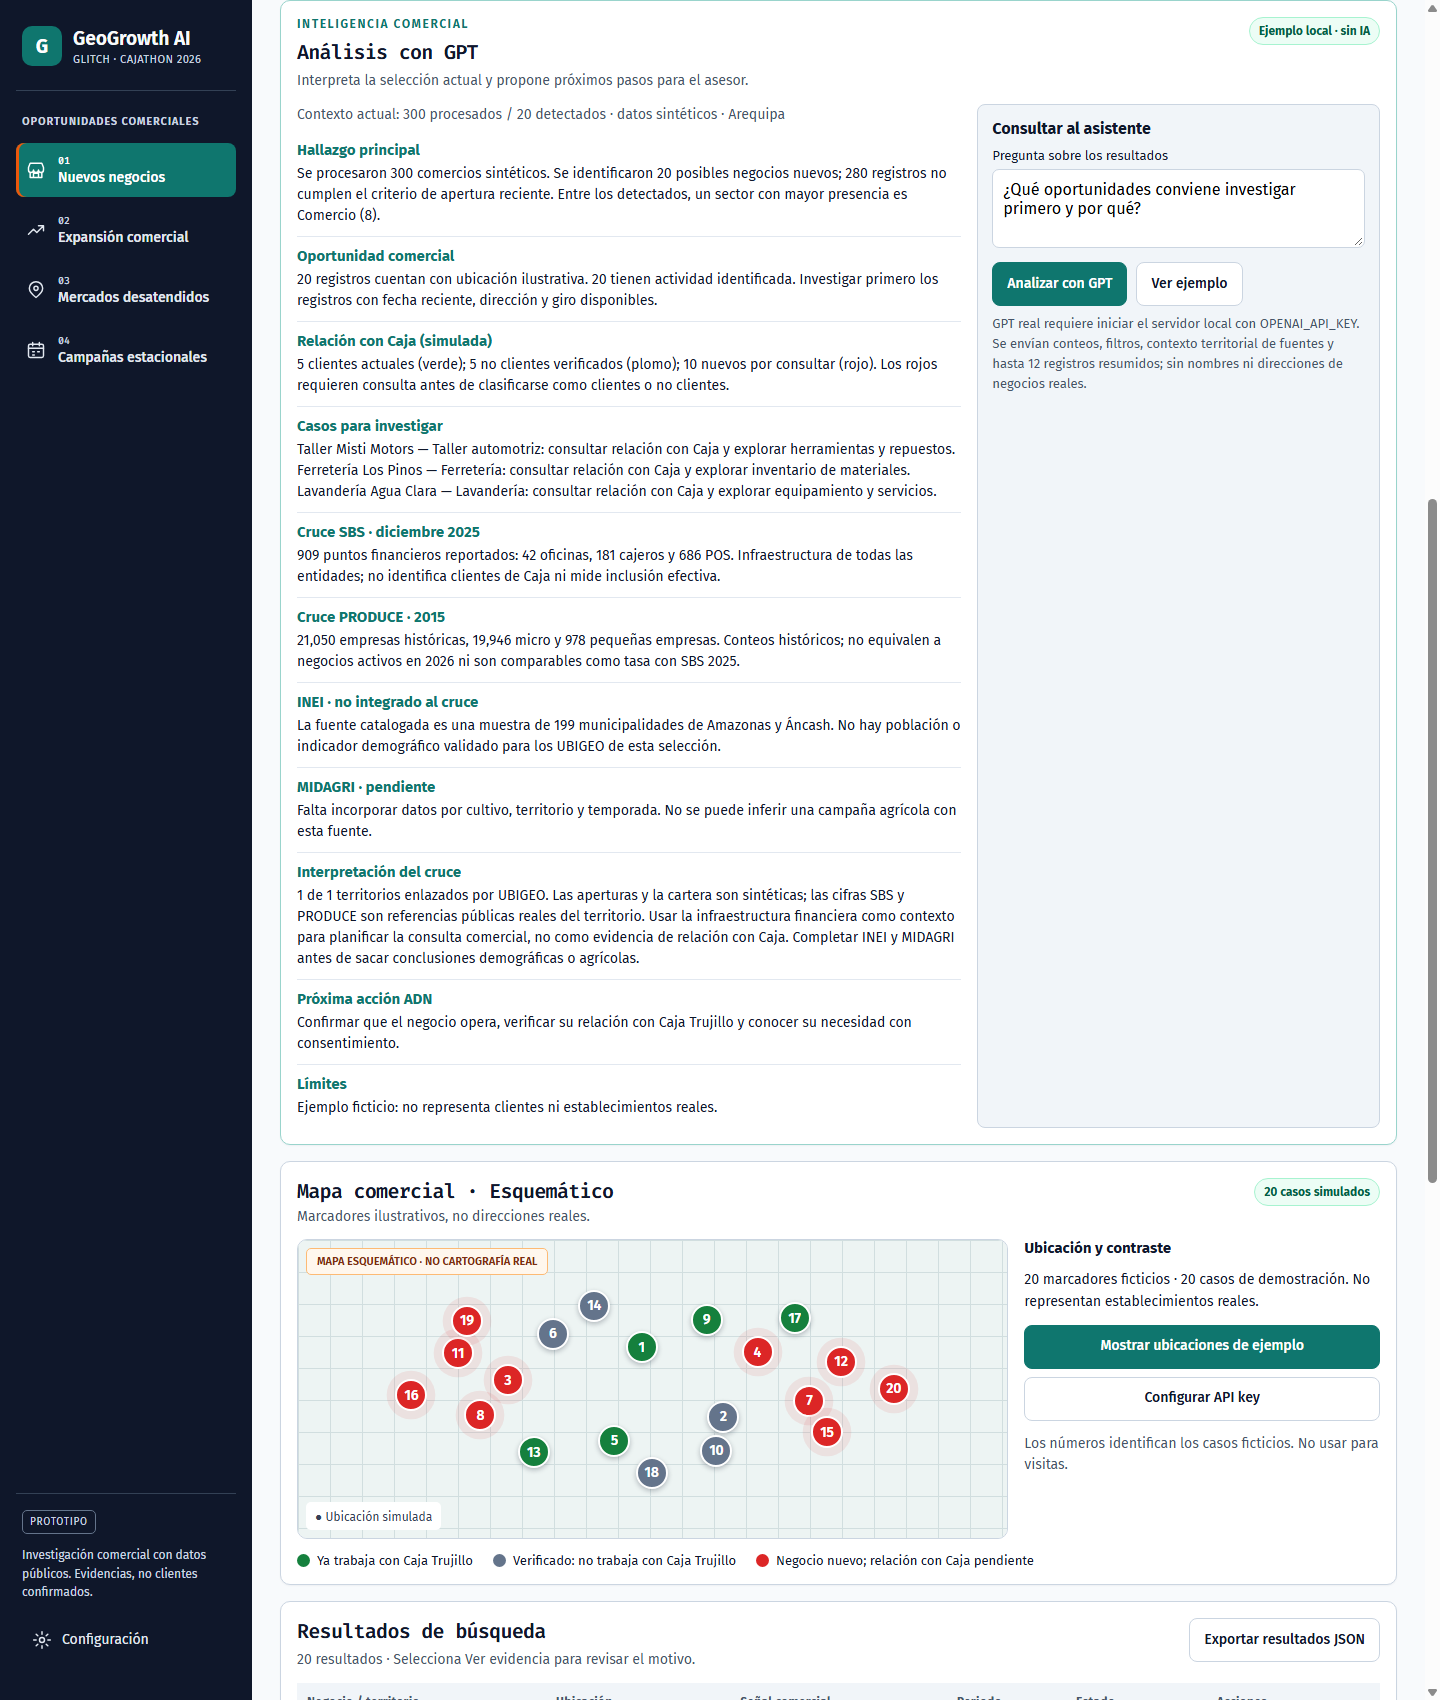 G
GeoGrowth AI
GLITCH · CAJATHON 2026
OPORTUNIDADES COMERCIALES
01
Nuevos negocios
02
Expansión comercial
03
Mercados desatendidos
04
Campañas estacionales
PROTOTIPO
Investigación comercial con datos
públicos. Evidencias, no clientes
confirmados.
Configuración
INTELIGENCIA COMERCIAL
Análisis con GPT
Interpreta la selección actual y propone próximos pasos para el asesor.
Ejemplo local · sin IA
Contexto actual: 300 procesados / 20 detectados · datos sintéticos · Arequipa
Hallazgo principal
Se procesaron 300 comercios sintéticos. Se identificaron 20 posibles negocios nuevos; 280 registros no
cumplen el criterio de apertura reciente. Entre los detectados, un sector con mayor presencia es
Comercio (8).
Oportunidad comercial
20 registros cuentan con ubicación ilustrativa. 20 tienen actividad identificada. Investigar primero los
registros con fecha reciente, dirección y giro disponibles.
Relación con Caja (simulada)
5 clientes actuales (verde); 5 no clientes verificados (plomo); 10 nuevos por consultar (rojo). Los rojos
requieren consulta antes de clasificarse como clientes o no clientes.
Casos para investigar
Taller Misti Motors — Taller automotriz: consultar relación con Caja y explorar herramientas y repuestos.
Ferretería Los Pinos — Ferretería: consultar relación con Caja y explorar inventario de materiales.
Lavandería Agua Clara — Lavandería: consultar relación con Caja y explorar equipamiento y servicios.
Cruce SBS · diciembre 2025
909 puntos financieros reportados: 42 oficinas, 181 cajeros y 686 POS. Infraestructura de todas las
entidades; no identifica clientes de Caja ni mide inclusión efectiva.
Cruce PRODUCE · 2015
21,050 empresas históricas, 19,946 micro y 978 pequeñas empresas. Conteos históricos; no equivalen a
negocios activos en 2026 ni son comparables como tasa con SBS 2025.
INEI · no integrado al cruce
La fuente catalogada es una muestra de 199 municipalidades de Amazonas y Áncash. No hay población o
indicador demográfico validado para los UBIGEO de esta selección.
MIDAGRI · pendiente
Falta incorporar datos por cultivo, territorio y temporada. No se puede inferir una campaña agrícola con
esta fuente.
Interpretación del cruce
1 de 1 territorios enlazados por UBIGEO. Las aperturas y la cartera son sintéticas; las cifras SBS y
PRODUCE son referencias públicas reales del territorio. Usar la infraestructura financiera como contexto
para planificar la consulta comercial, no como evidencia de relación con Caja. Completar INEI y MIDAGRI
antes de sacar conclusiones demográficas o agrícolas.
Próxima acción ADN
Confirmar que el negocio opera, verificar su relación con Caja Trujillo y conocer su necesidad con
consentimiento.
Límites
Ejemplo ficticio: no representa clientes ni establecimientos reales.
Consultar al asistente
Pregunta sobre los resultados
¿Qué oportunidades conviene investigar
primero y por qué?
Analizar con GPT
Ver ejemplo
GPT real requiere iniciar el servidor local con OPENAI_API_KEY.
Se envían conteos, filtros, contexto territorial de fuentes y
hasta 12 registros resumidos; sin nombres ni direcciones de
negocios reales.
Mapa comercial · Esquemático
Marcadores ilustrativos, no direcciones reales.
20 casos simulados
MAPA ESQUEMÁTICO · NO CARTOGRAFÍA REAL
14
19
6
9
17
11
1
4
12
3
16
20
7
8
2
15
13
5
10
18
● Ubicación simulada
Ya trabaja con Caja Trujillo
Verificado: no trabaja con Caja Trujillo
Negocio nuevo; relación con Caja pendiente
Ubicación y contraste
20 marcadores ficticios · 20 casos de demostración. No
representan establecimientos reales.
Mostrar ubicaciones de ejemplo
Configurar API key
Los números identifican los casos ficticios. No usar para
visitas.
Resultados de búsqueda
20 resultados · Selecciona Ver evidencia para revisar el motivo.
Exportar resultados JSON
Negocio / territorio
Ubicación
Señal comercial
Periodo
Estado
Acciones